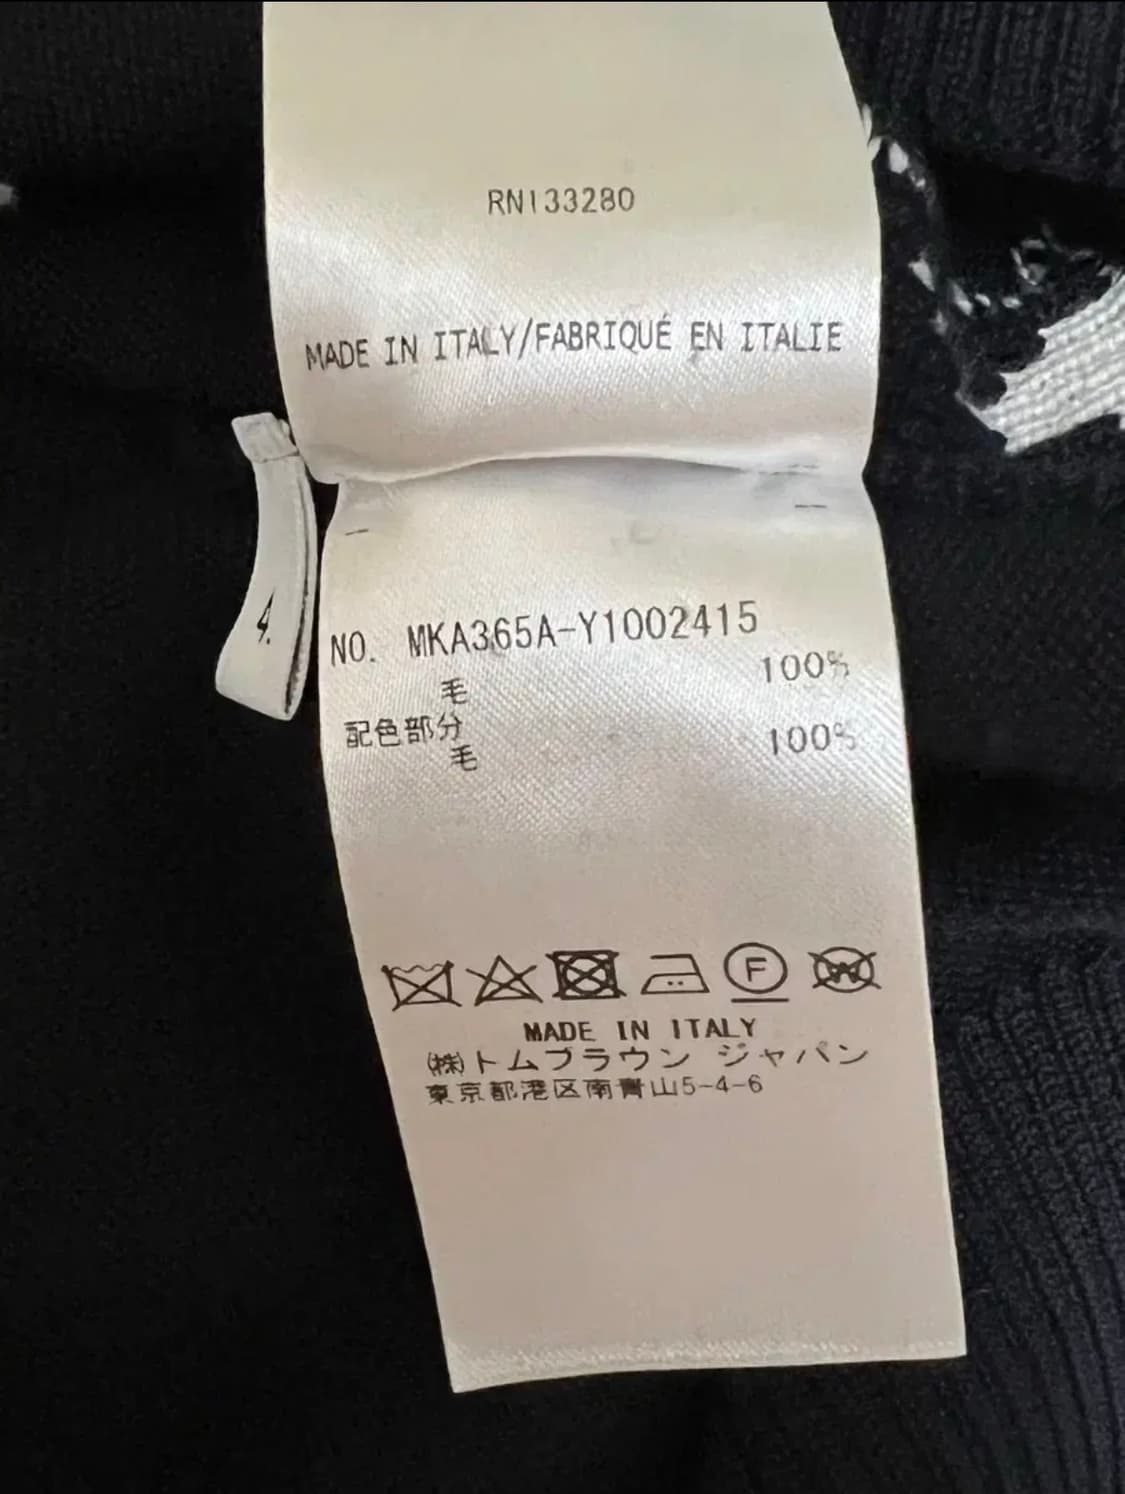 RN133280
MADE IN ITALY/FABRIQUÉ EN ITALIE
4.
NO. MKA365A-Y1002415
毛 100%
配色部分
毛 100%
F
W
MADE IN ITALY
㈱トムブラウン ジャパン
東京都港区南青山5-4-6